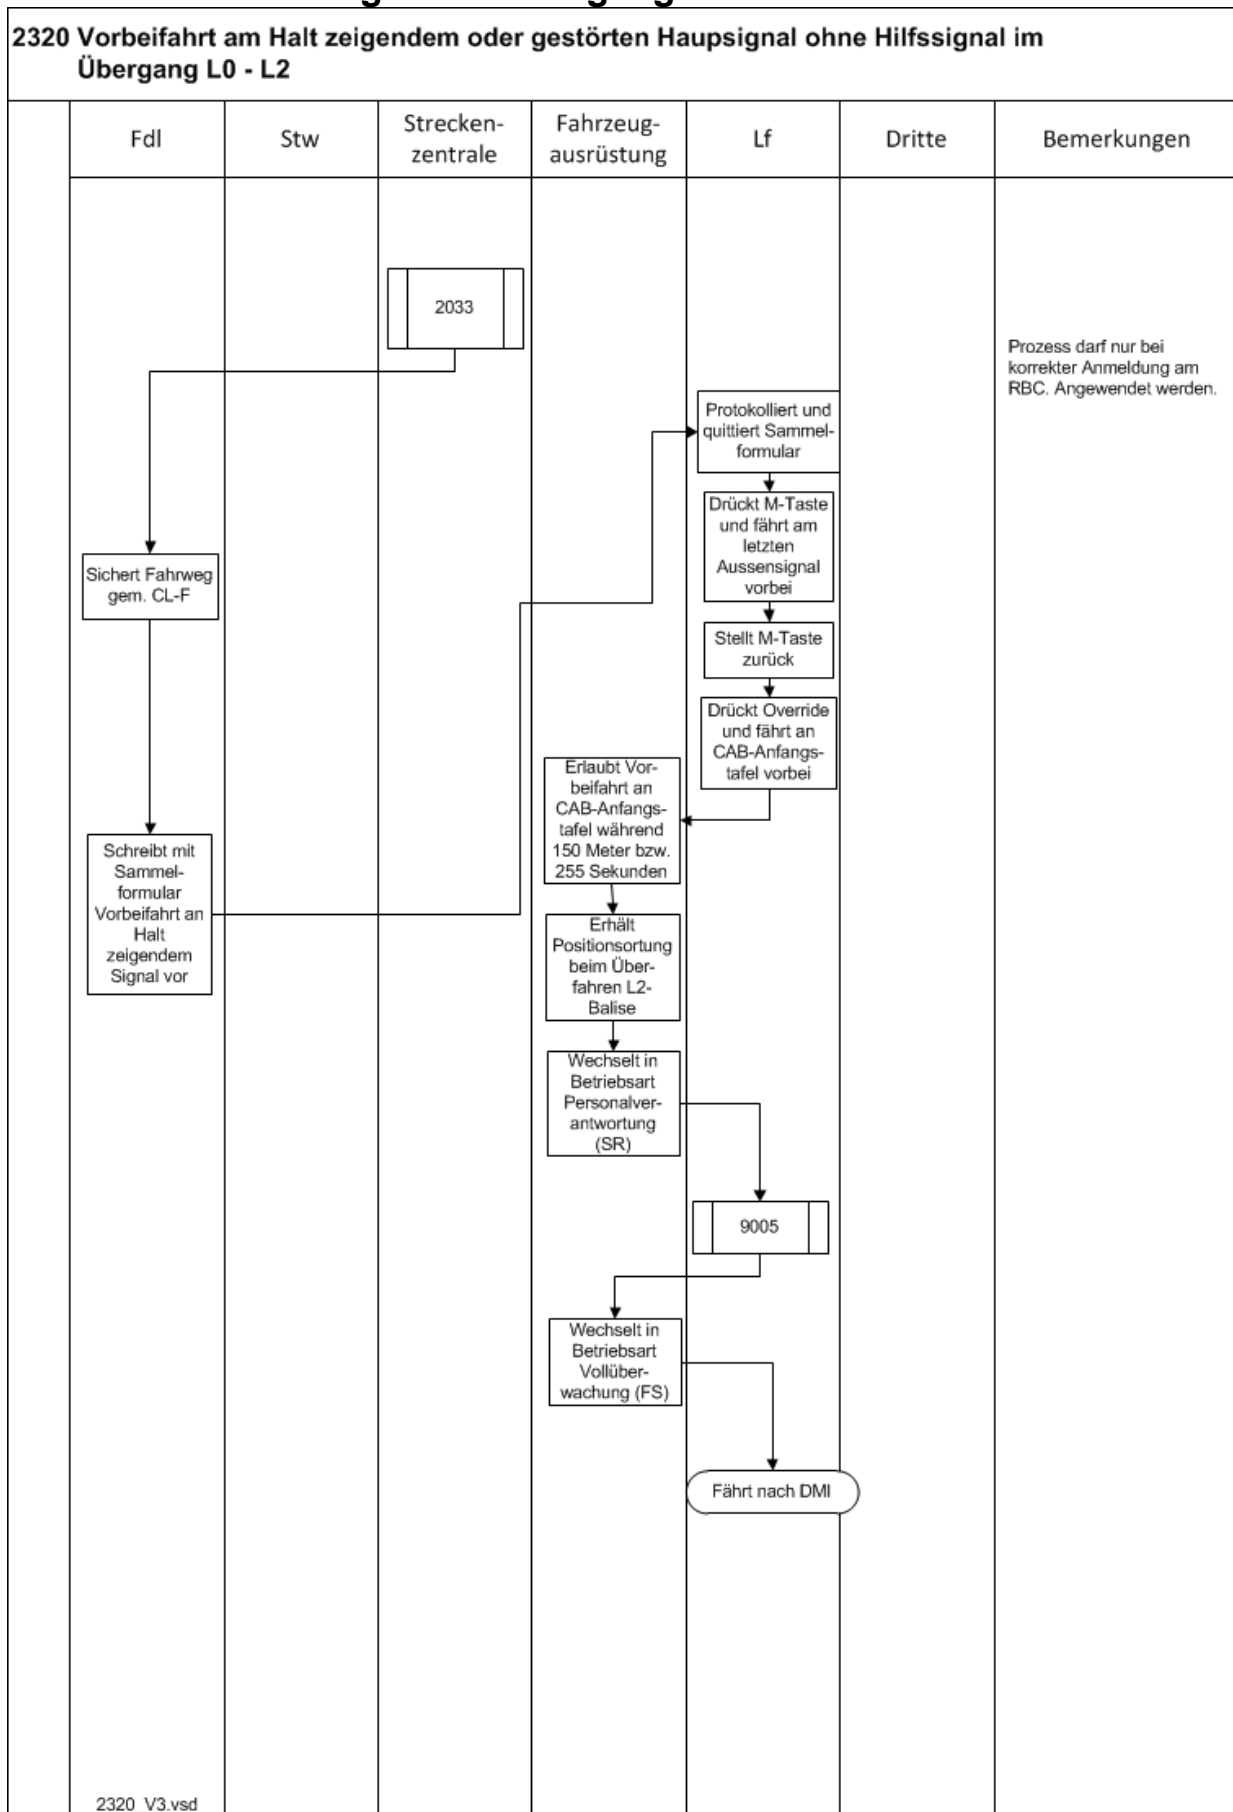 2320 Vorbeifahrt am Halt zeigendem oder gestörten Haupsignal ohne Hilfssignal im
Übergang L0 - L2
Fdl
Stw
Strecken-
zentrale
Fahrzeug-
ausrüstung
Lf
Dritte
Bemerkungen
2033
Prozess darf nur bei
korrekter Anmeldung am
RBC. Angewendet werden.
Protokolliert und
quittiert Sammel-
formular
Drückt M-Taste
und fährt am
letzten
Aussensignal
vorbei
Sichert Fahrweg
gem. CL-F
Stellt M-Taste
zurück
Drückt Override
und fährt an
CAB-Anfangs-
tafel vorbei
Erlaubt Vor-
beifahrt an
CAB-Anfangs-
tafel während
150 Meter bzw.
255 Sekunden
Schreibt mit
Sammel-
formular
Vorbeifahrt an
Halt
zeigendem
Signal vor
Erhält
Positionsortung
beim Über-
fahren L2-
Balise
Wechselt in
Betriebsart
Personalver-
antwortung
(SR)
9005
Wechselt in
Betriebsart
Vollüber-
wachung (FS)
Fährt nach DMI
2320_V3.vsd